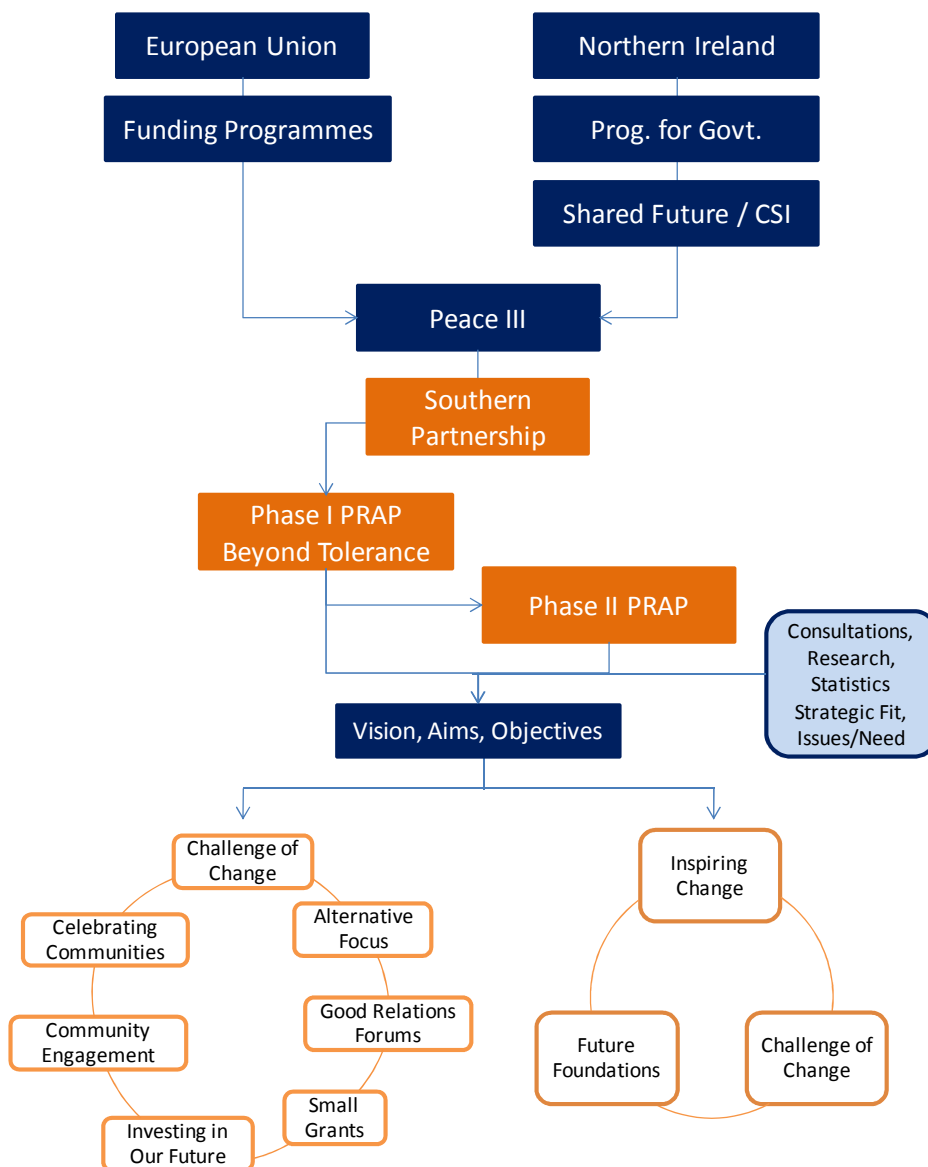 European Union
Northern Ireland
Funding Programmes
Prog. for Govt.
Shared Future / CSI
Peace III
Southern
Partnership
Phase I PRAP
Beyond Tolerance
Phase II PRAP
Consultations,
Research,
Statistics
Strategic Fit,
Issues/Need
Vision, Aims, Objectives
Challenge of
Change
Alternative
Focus
Good Relations
Forums
Small
Grants
Investing in
Our Future
Community
Engagement
Celebrating
Communities
Inspiring
Change
Challenge of
Change
Future
Foundations